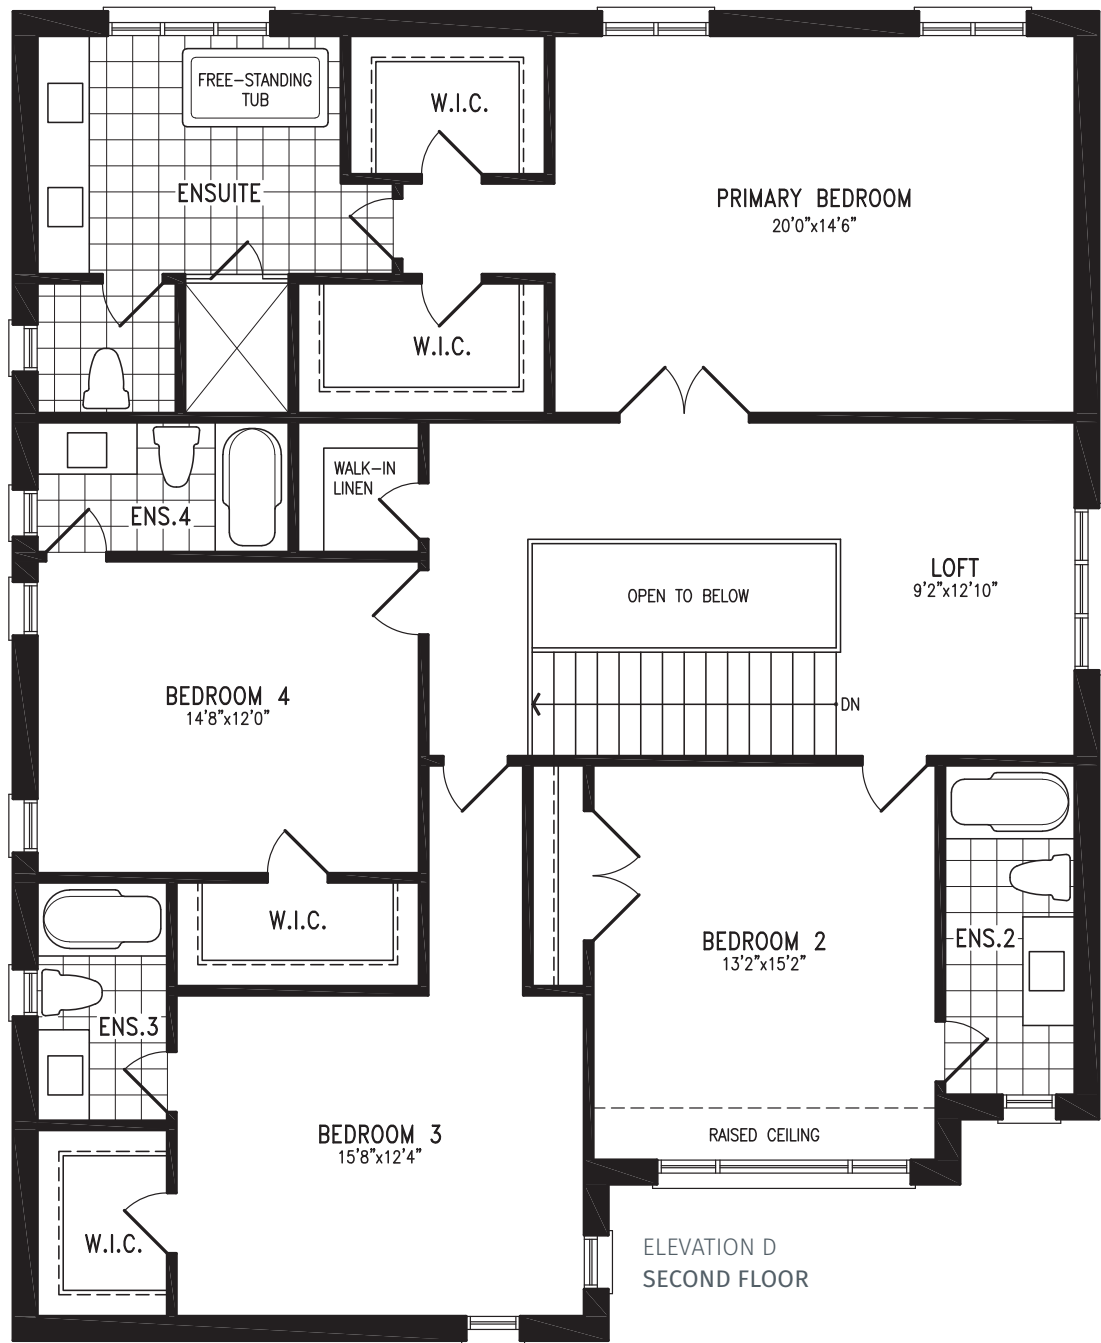 FREE-STANDING
TUB
W.I.C.
ENSUITE
PRIMARY BEDROOM
20'0"x14'6"
W.I.C.
WALK-IN
LINEN
ENS.4
OPEN TO BELOW
LOFT
9'2"x12'10"
BEDROOM 4
14'8"x12'0"
DN
W.I.C.
BEDROOM 2
13'2"x15'2"
ENS.2
ENS.3
BEDROOM 3
15'8"x12'4"
RAISED CEILING
W.I.C.
ELEVATION D
SECOND FLOOR